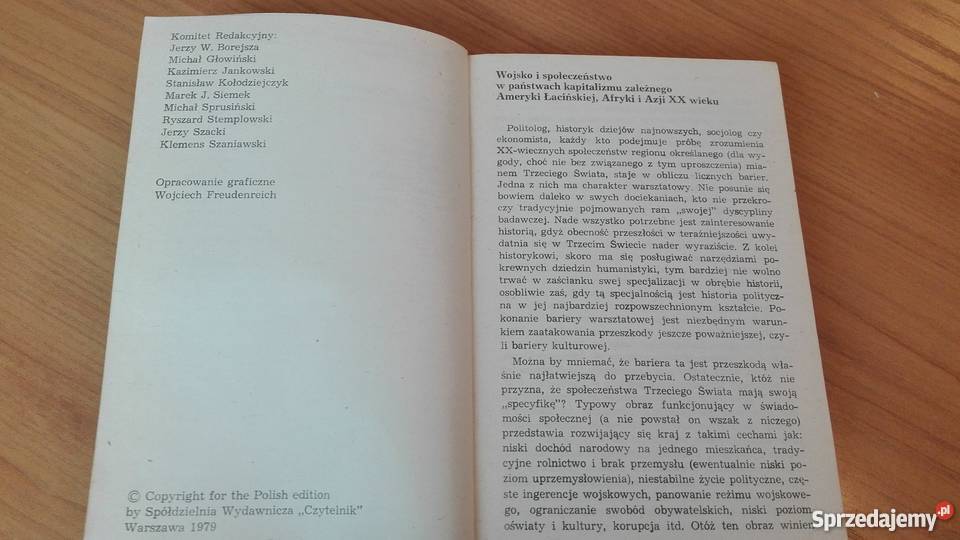 Komitet Redakcyjny:
Jerzy W. Borejsza
Michał Głowiński
Kazimierz Jankowski
Stanisław Kołodziejczyk
Marek J. Siemek
Michał Sprusiński
Ryszard Stemplowski
Jerzy Szacki
Klemens Szaniawski
Opracowanie graficzne
Wojciech Freudenreich
© Copyright for the Polish edition
by Spółdzielnia Wydawnicza „Czytelnik"
Warszawa 1979
Wojsko i społeczeństwo
w państwach kapitalizmu zależnego
Ameryki Łacińskiej, Afryki i Azji XX wieku
Politolog, historyk dziejów najnowszych, socjolog czy
ekonomista, każdy kto podejmuje próbę zrozumienia
XX-wiecznych społeczeństw regionu określanego (dla wy-
gody, choć nie bez związanego z tym uproszczenia) mia-
nem Trzeciego Świata, staje w obliczu licznych barier.
Jedna z nich ma charakter warsztatowy. Nie posunie się
bowiem daleko w swych dociekaniach, kto nie przekro-
czy tradycyjnie pojmowanych ram „swojej" dyscypliny
badawczej. Nade wszystko potrzebne jest zainteresowanie
historią, gdyż obecność przeszłości w teraźniejszości uwy-
datnia się w Trzecim Świecie nader wyraziście. Z kolei
historykowi, skoro ma się posługiwać narzędziami po-
krewnych dziedzin humanistyki, tym bardziej nie wolno
trwać w zaścianku swej specjalizacji w obrębie historii,
osobliwie zaś, gdy tą specjalnością jest historia politycz-
na w jej najbardziej rozpowszechnionym kształcie. Po-
konanie bariery warsztatowej jest niezbędnym warun-
kiem zaatakowania przeszkody jeszcze poważniejszej, czy-
li bariery kulturowej.
Można by mniemać, że bariera ta jest przeszkodą wła-
śnie najłatwiejszą do przebycia. Ostatecznie, któż nie
przyzna, że społeczeństwa Trzeciego Świata mają swoją
„specyfikę"? Typowy obraz funkcjonujący w świado-
mości społecznej (a nie powstał on wszak z niczego)
przedstawia rozwijający się kraj z takimi cechami jak:
niski dochód narodowy na jednego mieszkańca, trady-
cyjne rolnictwo i brak przemysłu (ewentualnie niski po-
ziom uprzemysłowienia), niestabilne życie polityczne, czę-
ste ingerencje wojskowych, panowanie reżimu wojskowe-
go, ograniczanie swobód obywatelskich, niski poziom
oświaty i kultury, korupcja itd. Otóż ten obraz winien
Sprzedajemy.pl